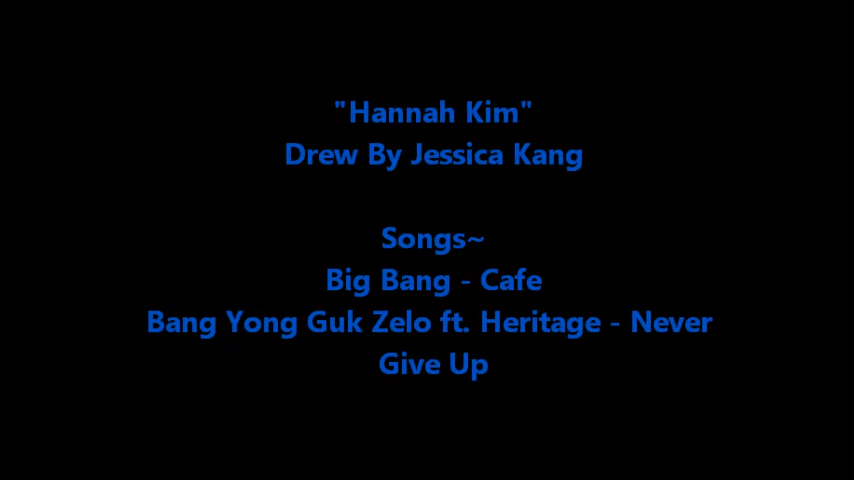 "Hannah Kim"
Drew By Jessica Kang
Songs~
Big Bang - Cafe
Bang Yong Guk Zelo ft. Heritage - Never
Give Up